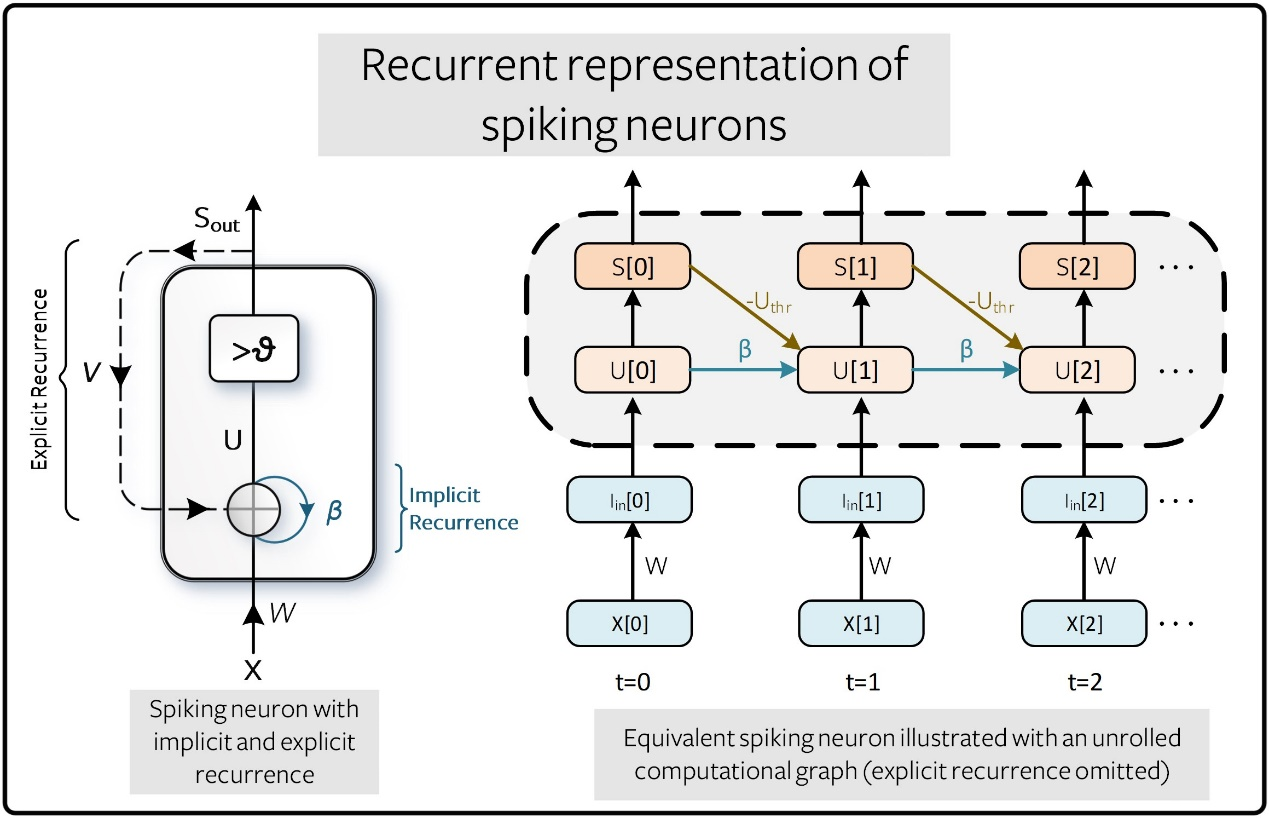 Recurrent representation of
spiking neurons
Sout
Explicit Recurrence
V
>ϑ
U
β
Implicit
Recurrence
W
X
Spiking neuron with
implicit and explicit
recurrence
S[0] S[1] S[2] ···
-Uthr -Uthr
β β
U[0] U[1] U[2] ···
Iin[0] Iin[1] Iin[2] ···
W W W
X[0] X[1] X[2] ···
t=0 t=1 t=2
Equivalent spiking neuron illustrated with an unrolled
computational graph (explicit recurrence omitted)